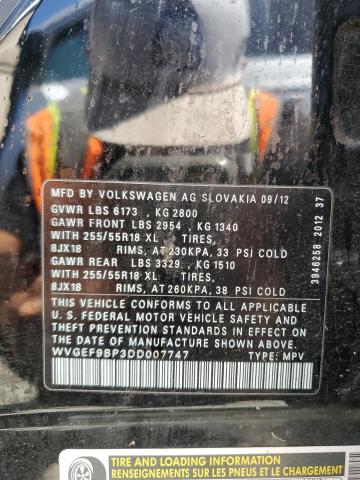 MFD BY VOLKSWAGEN AG SLOVAKIA 09/12
GVWR LBS 6173 , KG 2800
GAWR FRONT LBS 2954 , KG 1340
WITH 255/55R18 XL TIRES,
8JX18 RIMS, AT 230KPA, 33 PSI COLD
GAWR REAR LBS 3329 , KG 1510
WITH 255/55R18 XL TIRES,
8JX18 RIMS, AT 260KPA, 38 PSI COLD
THIS VEHICLE CONFORMS TO ALL APPLICABLE
U. S. FEDERAL MOTOR VEHICLE SAFETY AND
THEFT PREVENTION STANDARDS IN EFFECT ON THE
DATE OF MANUFACTURE SHOWN ABOVE.
WVGEF9BP3DD007747 TYPE: MPV
3946258 2012 37
TIRE AND LOADING INFORMATION
RENSEIGNEMENTS SUR
LES PNEUS ET LE CHARGEMENT